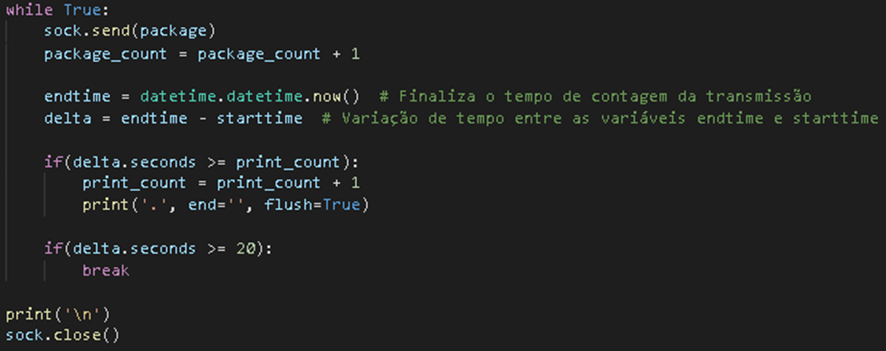 while True:
    sock.send(package)
    package_count = package_count + 1
    endtime = datetime.datetime.now()  # Finaliza o tempo de contagem da transmissão
    delta = endtime - starttime  # Variação de tempo entre as variáveis endtime e starttime
    if(delta.seconds >= print_count):
        print_count = print_count + 1
        print('.', end='', flush=True)
    if(delta.seconds >= 20):
        break
print('\n')
sock.close()